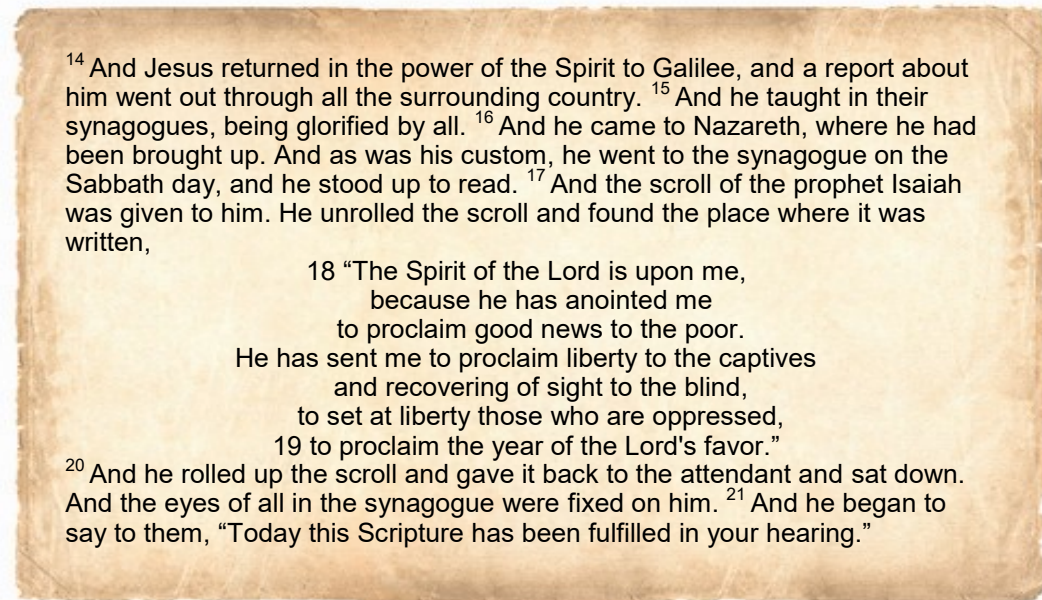 14 And Jesus returned in the power of the Spirit to Galilee, and a report about
him went out through all the surrounding country. 15 And he taught in their
synagogues, being glorified by all. 16 And he came to Nazareth, where he had
been brought up. And as was his custom, he went to the synagogue on the
Sabbath day, and he stood up to read. 17 And the scroll of the prophet Isaiah
was given to him. He unrolled the scroll and found the place where it was
written,
18 “The Spirit of the Lord is upon me,
because he has anointed me
to proclaim good news to the poor.
He has sent me to proclaim liberty to the captives
and recovering of sight to the blind,
to set at liberty those who are oppressed,
19 to proclaim the year of the Lord's favor.”
20 And he rolled up the scroll and gave it back to the attendant and sat down.
And the eyes of all in the synagogue were fixed on him. 21 And he began to
say to them, “Today this Scripture has been fulfilled in your hearing.”